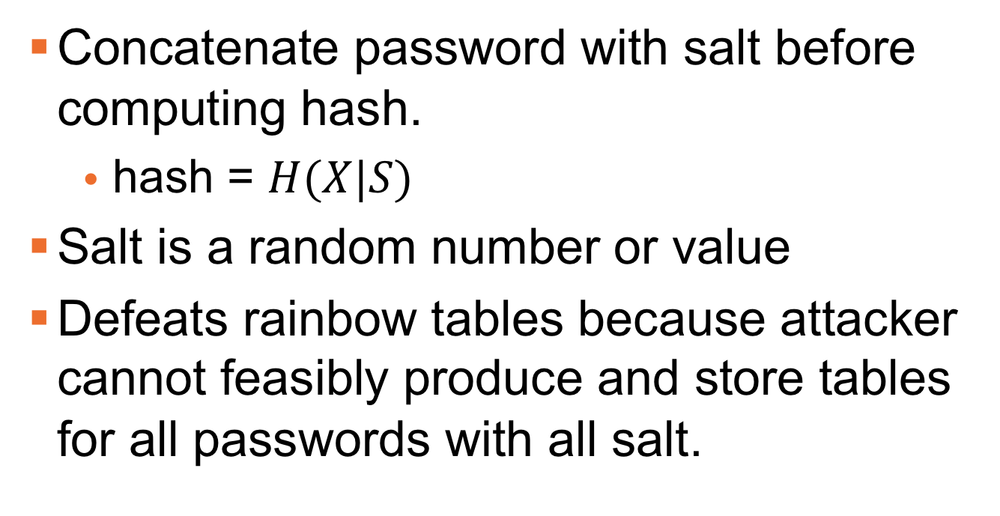 ▪ Concatenate password with salt before
computing hash.
• hash = H(X|S)
▪ Salt is a random number or value
▪ Defeats rainbow tables because attacker
cannot feasibly produce and store tables
for all passwords with all salt.